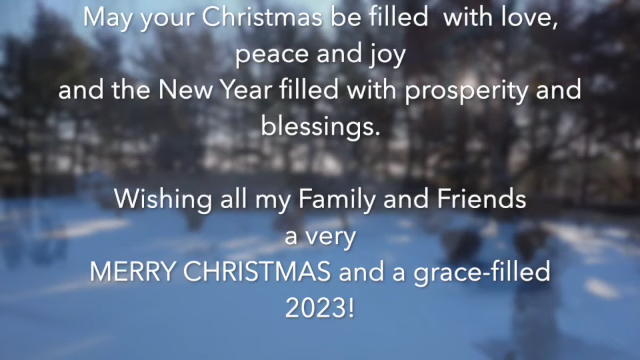 May your Christmas be filled  with love,
peace and joy
and the New Year filled with prosperity and
blessings.
Wishing all my Family and Friends
a very
MERRY CHRISTMAS and a grace-filled
2023!